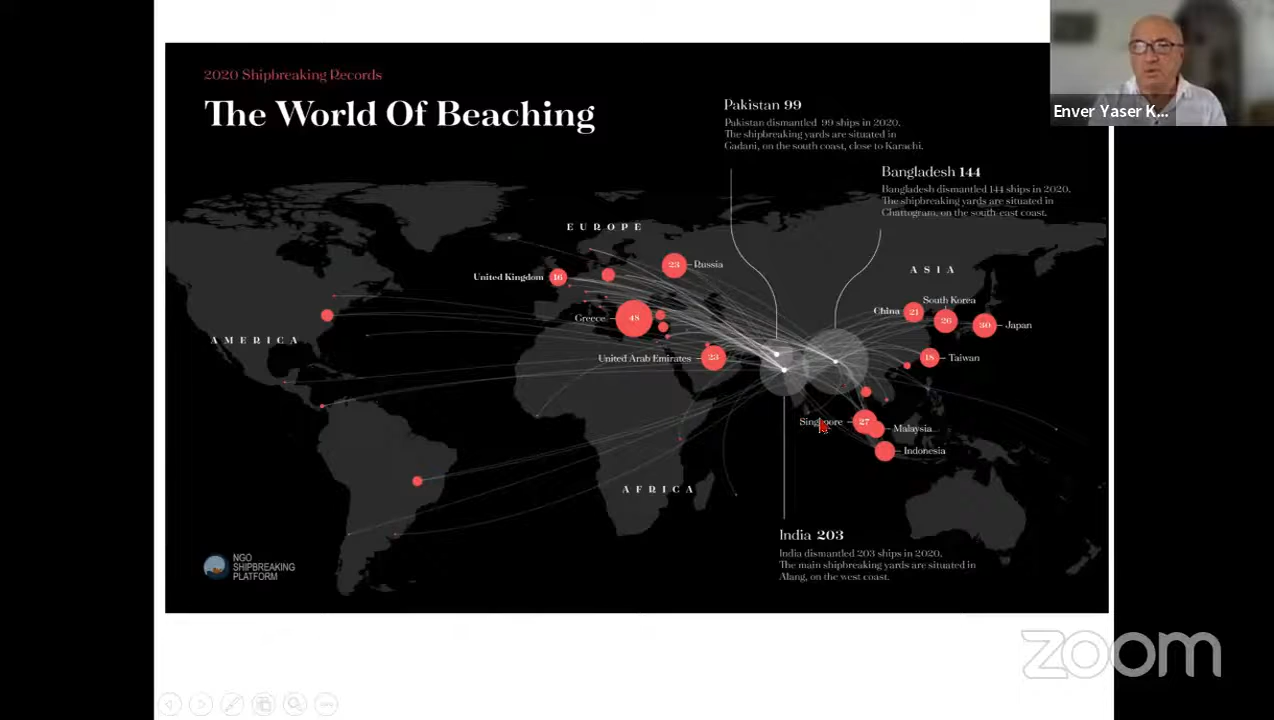 2020 Shipbreaking Records
The World Of Beaching
Pakistan 99
Pakistan dismantled 99 ships in 2020.
The shipbreaking yards are situated in
Gadani, on the south coast, close to Karachi.
Enver Yaser K...
Bangladesh 144
Bangladesh dismantled 144 ships in 2020.
The shipbreaking yards are situated in
Chattogram, on the south-east coast.
EUROPE
United Kingdom 16
23 Russia
ASIA
South Korea
China 21
26
30 Japan
Greece 48
AMERICA
United Arab Emirates 23
18 Taiwan
Singapore 27
Malaysia
Indonesia
AFRICA
India 203
India dismantled 203 ships in 2020.
The main shipbreaking yards are situated in
Alang, on the west coast.
NGO
SHIPBREAKING
PLATFORM
zoom